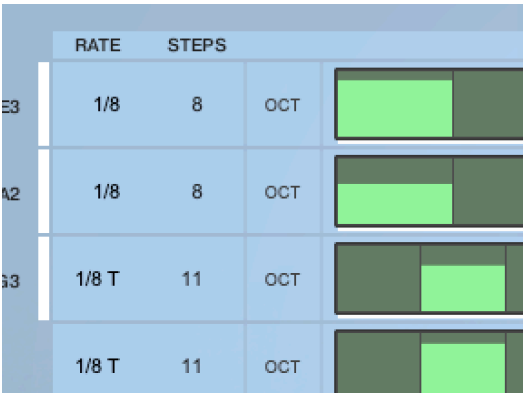 RATE STEPS
E3 1/8 8 OCT
A2 1/8 8 OCT
G3 1/8 T 11 OCT
1/8 T 11 OCT